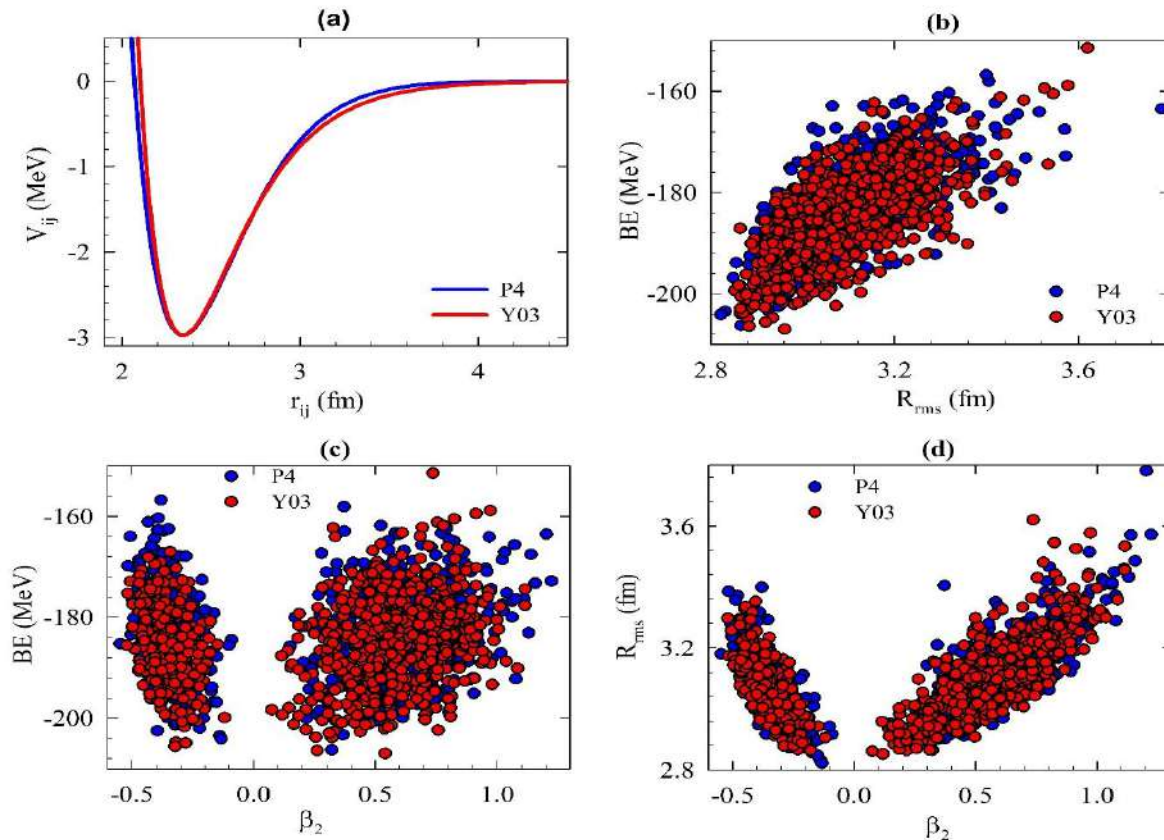 (a)
0
-1
-2
-3
V_ij (MeV)
P4
Y03
2 3 4
r_ij (fm)
(b)
-160
-180
-200
BE (MeV)
P4
Y03
2.8 3.2 3.6
R_rms (fm)
(c)
P4
Y03
-160
-180
-200
BE (MeV)
-0.5 0.0 0.5 1.0
β_2
(d)
P4
Y03
3.6
3.2
2.8
R_rms (fm)
-0.5 0.0 0.5 1.0
β_2